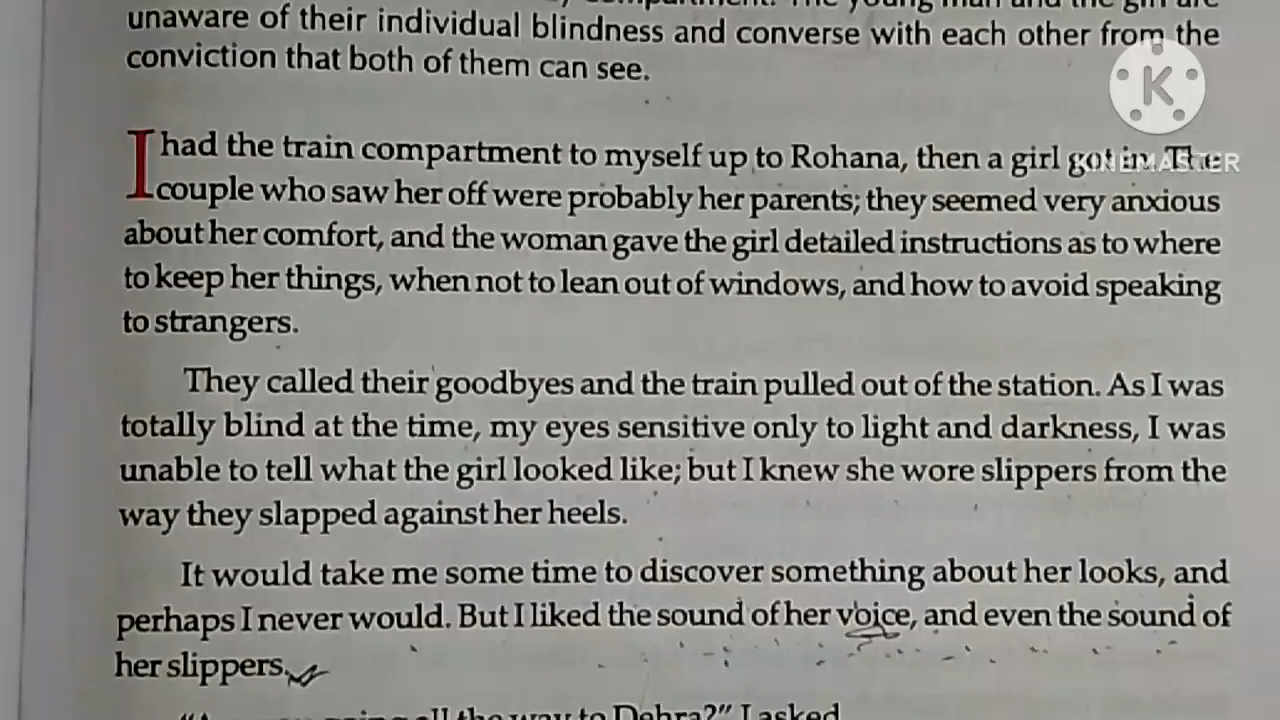 compartment. The young man and the girl are
unaware of their individual blindness and converse with each other from the
conviction that both of them can see.
I had the train compartment to myself up to Rohana, then a girl got in. The
couple who saw her off were probably her parents; they seemed very anxious
about her comfort, and the woman gave the girl detailed instructions as to where
to keep her things, when not to lean out of windows, and how to avoid speaking
to strangers.
They called their goodbyes and the train pulled out of the station. As I was
totally blind at the time, my eyes sensitive only to light and darkness, I was
unable to tell what the girl looked like; but I knew she wore slippers from the
way they slapped against her heels.
It would take me some time to discover something about her looks, and
perhaps I never would. But I liked the sound of her voice, and even the sound of
her slippers.
going all the way to Dehra?" I asked
K
KINEMASTER